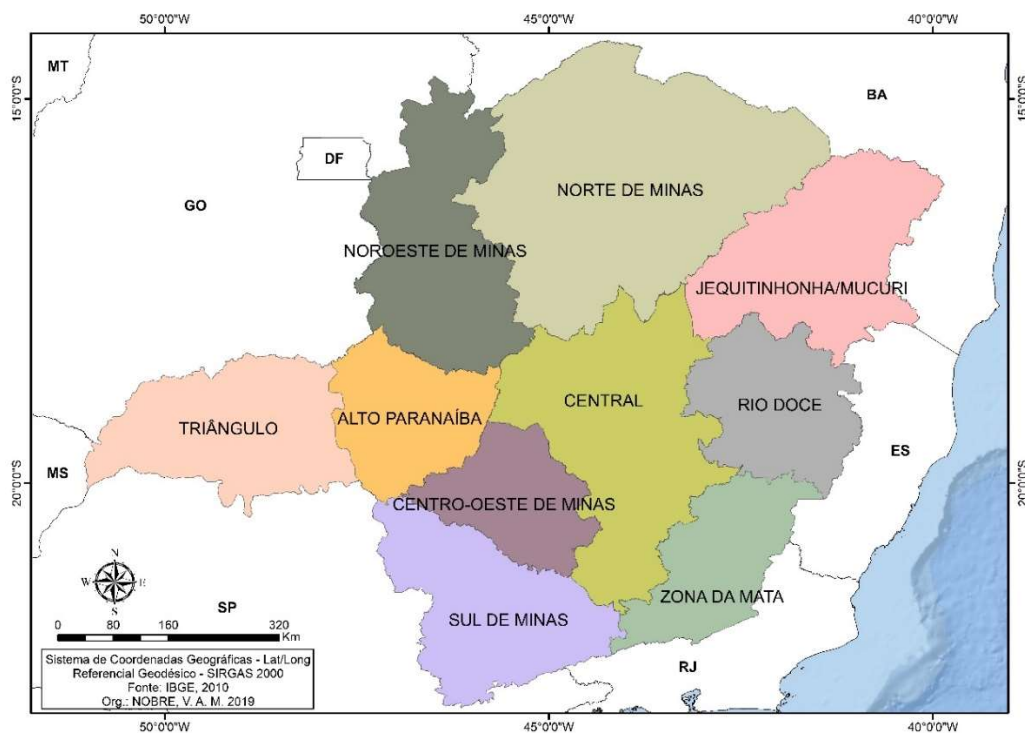 50°0'0"W 45°0'0"W 40°0'0"W
MT
15°0'0"S 15°0'0"S
BA
DF
NORTE DE MINAS
GO
NOROESTE DE MINAS
JEQUITINHONHA/MUCURI
CENTRAL
RIO DOCE
ALTO PARANAÍBA
TRIÂNGULO
ES
MS
20°0'0"S 20°0'0"S
CENTRO-OESTE DE MINAS
N
W E
S
ZONA DA MATA
SP
SUL DE MINAS
0 80 160 320
Km
RJ
Sistema de Coordenadas Geográficas - Lat/Long
Referencial Geodésico - SIRGAS 2000
Fonte: IBGE, 2010
Org.: NOBRE, V. A. M. 2019
50°0'0"W 45°0'0"W 40°0'0"W